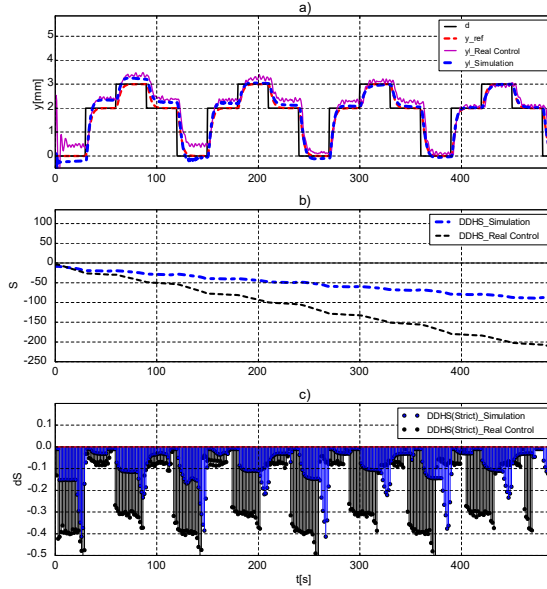 a)
d
y_ref
yl_Real Control
yl_Simulation
y[mm]
5
4
3
2
1
0
0
100
200
300
400
b)
DDHS_Simulation
DDHS_Real Control
S
100
50
0
-50
-100
-150
-200
-250
0
100
200
300
400
c)
DDHS(Strict)_Simulation
DDHS(Strict)_Real Control
dS
0.1
0.0
-0.1
-0.2
-0.3
-0.4
-0.5
0
100
200
300
400
t[s]